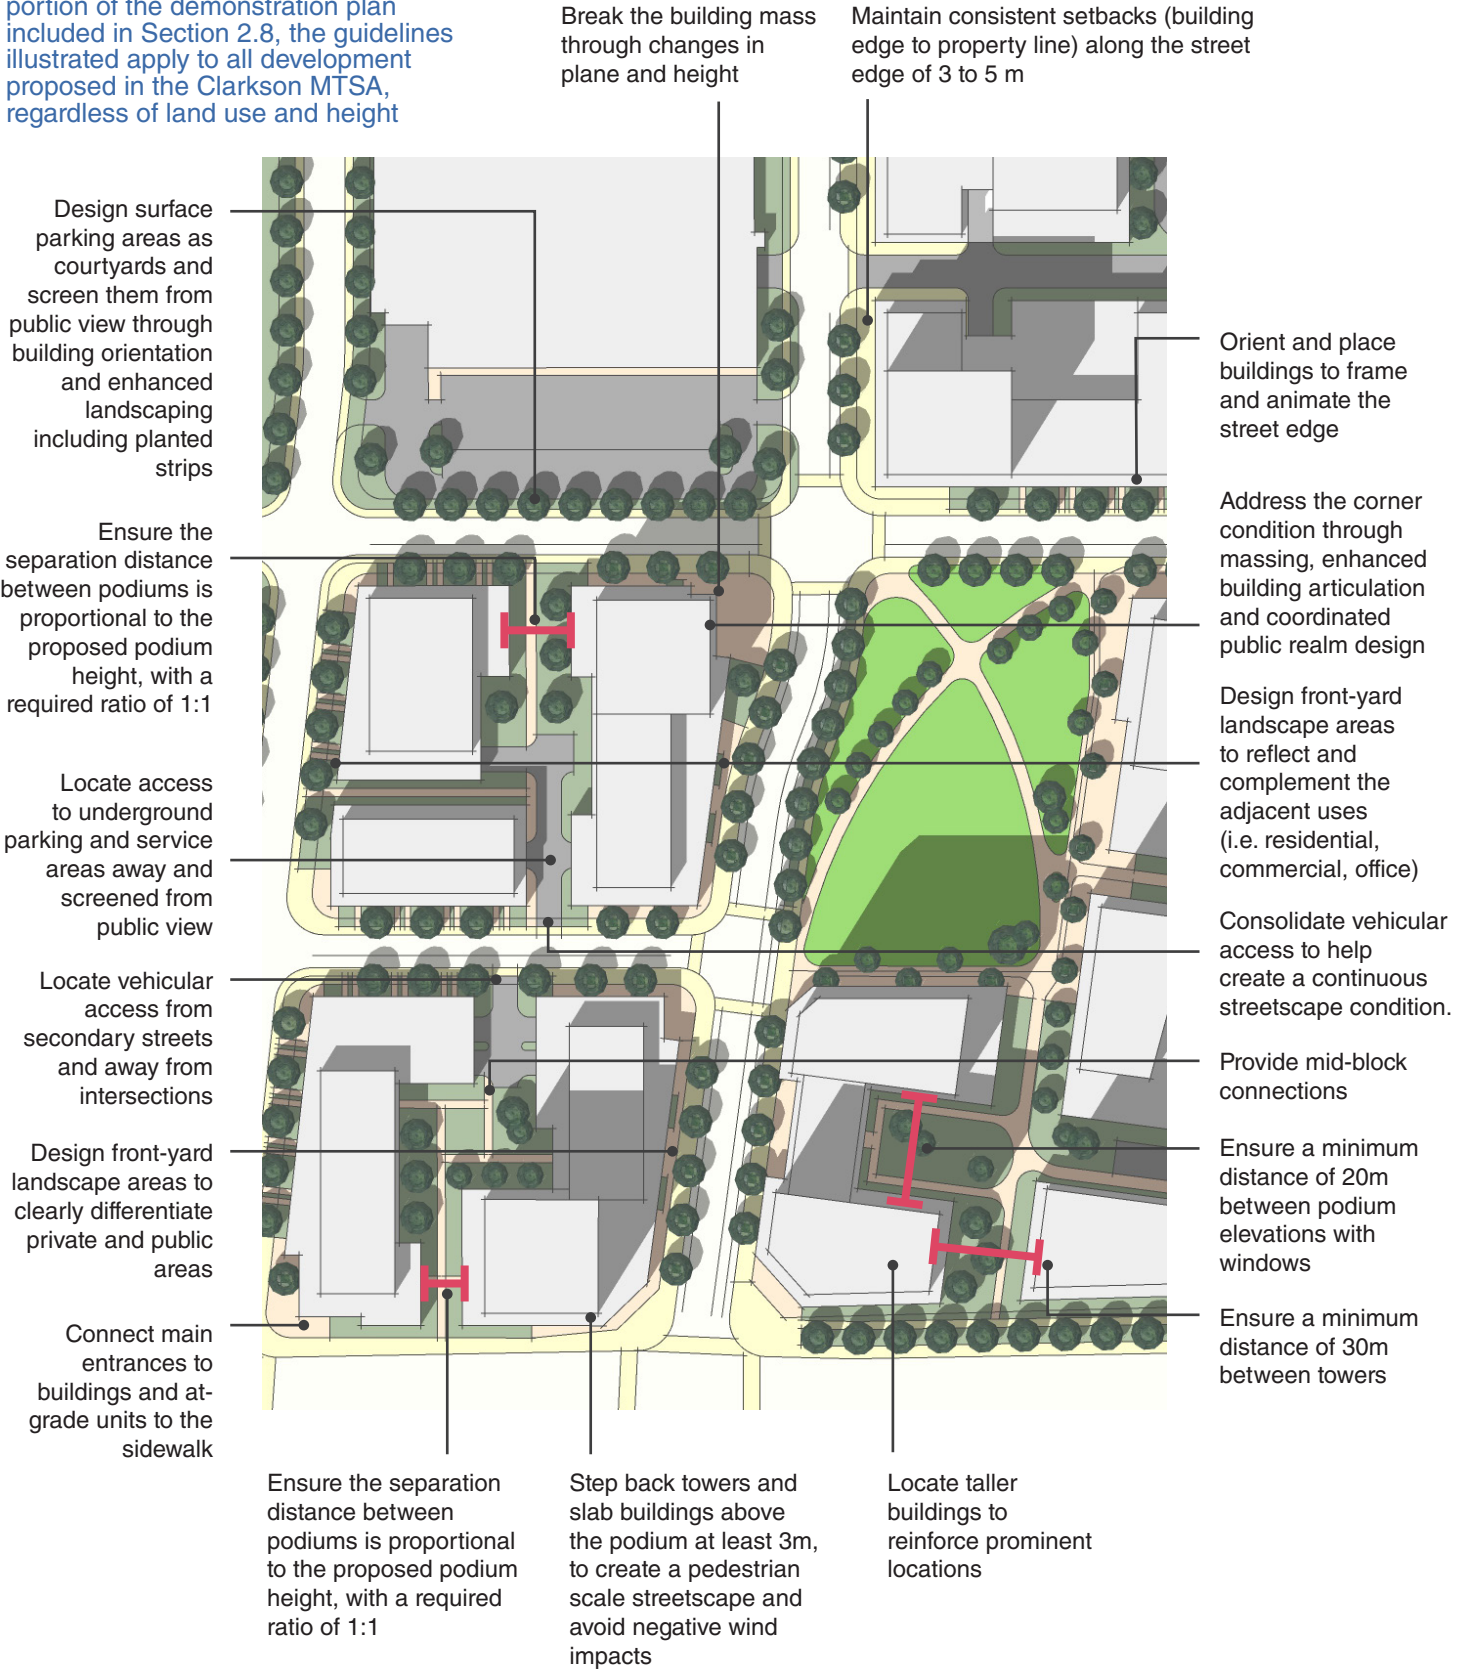 portion of the demonstration plan
included in Section 2.8, the guidelines
illustrated apply to all development
proposed in the Clarkson MTSA,
regardless of land use and height
Break the building mass
through changes in
plane and height
Maintain consistent setbacks (building
edge to property line) along the street
edge of 3 to 5 m
Design surface
parking areas as
courtyards and
screen them from
public view through
building orientation
and enhanced
landscaping
including planted
strips
Ensure the
separation distance
between podiums is
proportional to the
proposed podium
height, with a
required ratio of 1:1
Locate access
to underground
parking and service
areas away and
screened from
public view
Locate vehicular
access from
secondary streets
and away from
intersections
Design front-yard
landscape areas to
clearly differentiate
private and public
areas
Connect main
entrances to
buildings and at-
grade units to the
sidewalk
Orient and place
buildings to frame
and animate the
street edge
Address the corner
condition through
massing, enhanced
building articulation
and coordinated
public realm design
Design front-yard
landscape areas
to reflect and
complement the
adjacent uses
(i.e. residential,
commercial, office)
Consolidate vehicular
access to help
create a continuous
streetscape condition.
Provide mid-block
connections
Ensure a minimum
distance of 20m
between podium
elevations with
windows
Ensure a minimum
distance of 30m
between towers
Ensure the separation
distance between
podiums is proportional
to the proposed podium
height, with a required
ratio of 1:1
Step back towers and
slab buildings above
the podium at least 3m,
to create a pedestrian
scale streetscape and
avoid negative wind
impacts
Locate taller
buildings to
reinforce prominent
locations